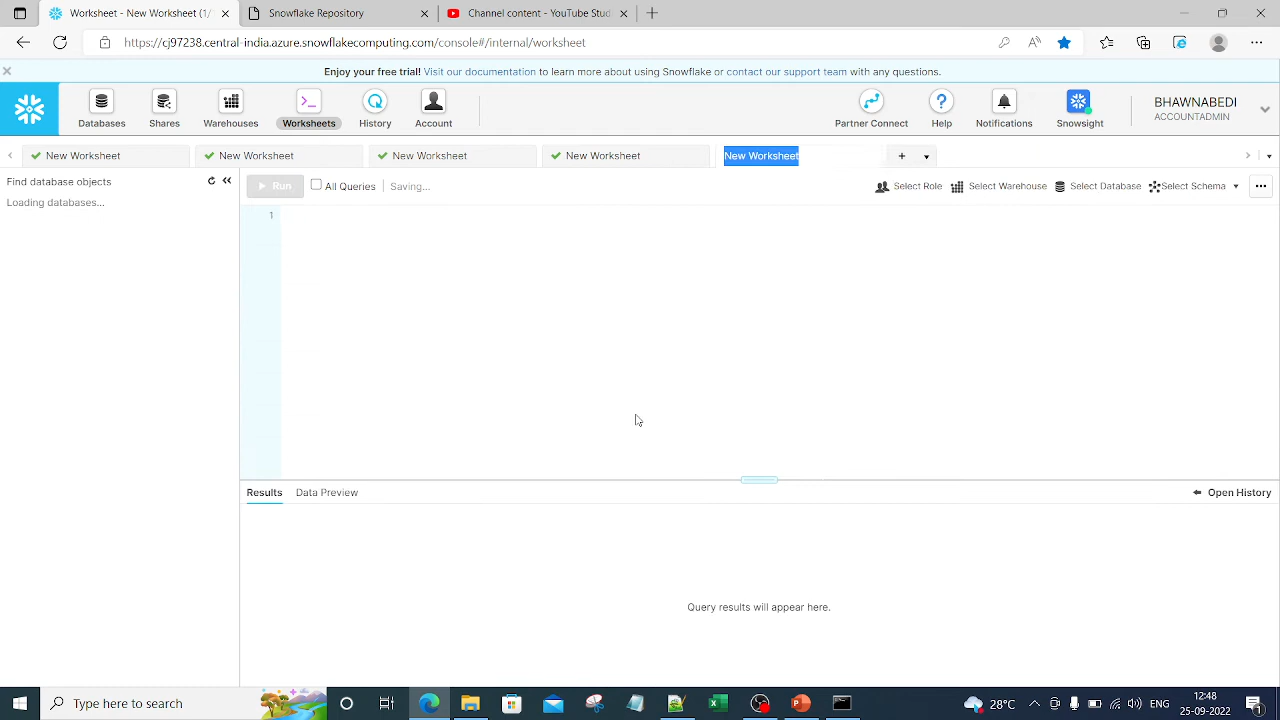 Worksheet - New Worksheet (1/
Snowflake Repository
Channel content - YouTube Stud
https://cj97238.central-india.azure.snowflakecomputing.com/console#/internal/worksheet
Enjoy your free trial! Visit our documentation to learn more about using Snowflake or contact our support team with any questions.
Databases
Shares
Warehouses
Worksheets
History
Account
Partner Connect
Help
Notifications
Snowsight
BHAWNABEDI
ACCOUNTADMIN
New Worksheet
New Worksheet
New Worksheet
New Worksheet
New Worksheet
Find database objects
Loading databases...
Run
All Queries
Saving...
Select Role
Select Warehouse
Select Database
Select Schema
1
Results
Data Preview
Open History
Query results will appear here.
Type here to search
29°C
ENG
12:48
25-09-2022